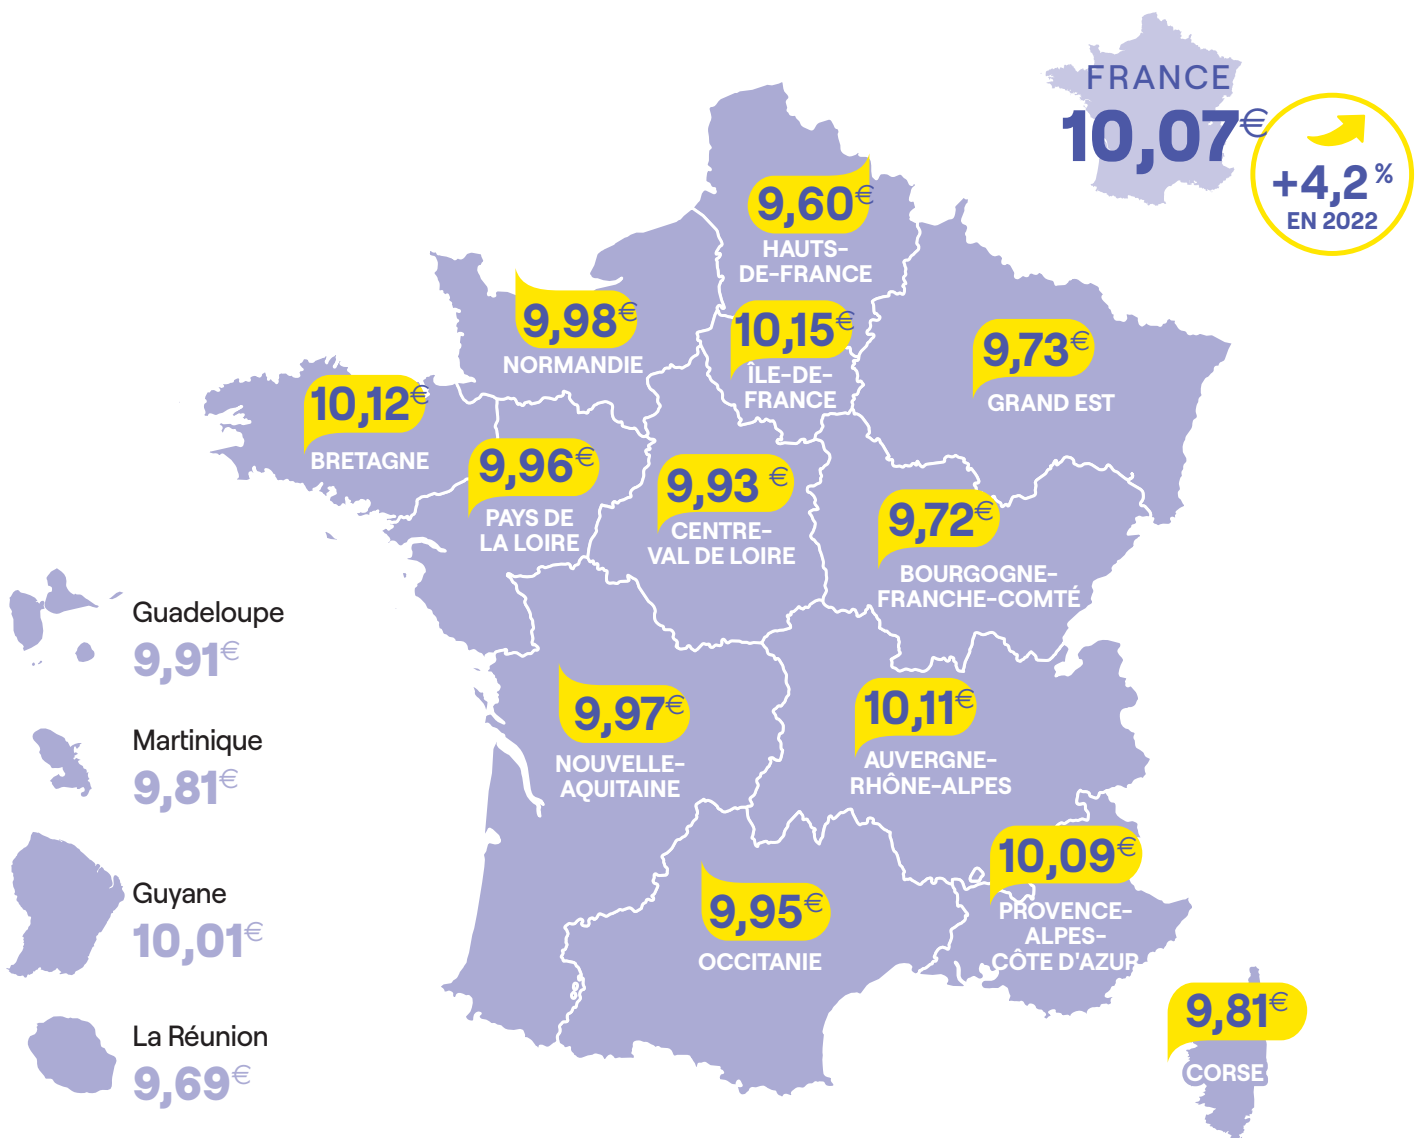 FRANCE
10,07€
+4,2%
EN 2022
9,60€
HAUTS-
DE-FRANCE
9,98€
NORMANDIE
10,15€
ÎLE-DE-
FRANCE
9,73€
GRAND EST
10,12€
BRETAGNE
9,96€
PAYS DE
LA LOIRE
9,93 €
CENTRE-
VAL DE LOIRE
9,72€
BOURGOGNE-
FRANCHE-COMTÉ
Guadeloupe
9,91€
Martinique
9,81€
Guyane
10,01€
La Réunion
9,69€
9,97€
NOUVELLE-
AQUITAINE
10,11€
AUVERGNE-
RHÔNE-ALPES
9,95€
OCCITANIE
10,09€
PROVENCE-
ALPES-
CÔTE D'AZUR
9,81€
CORSE